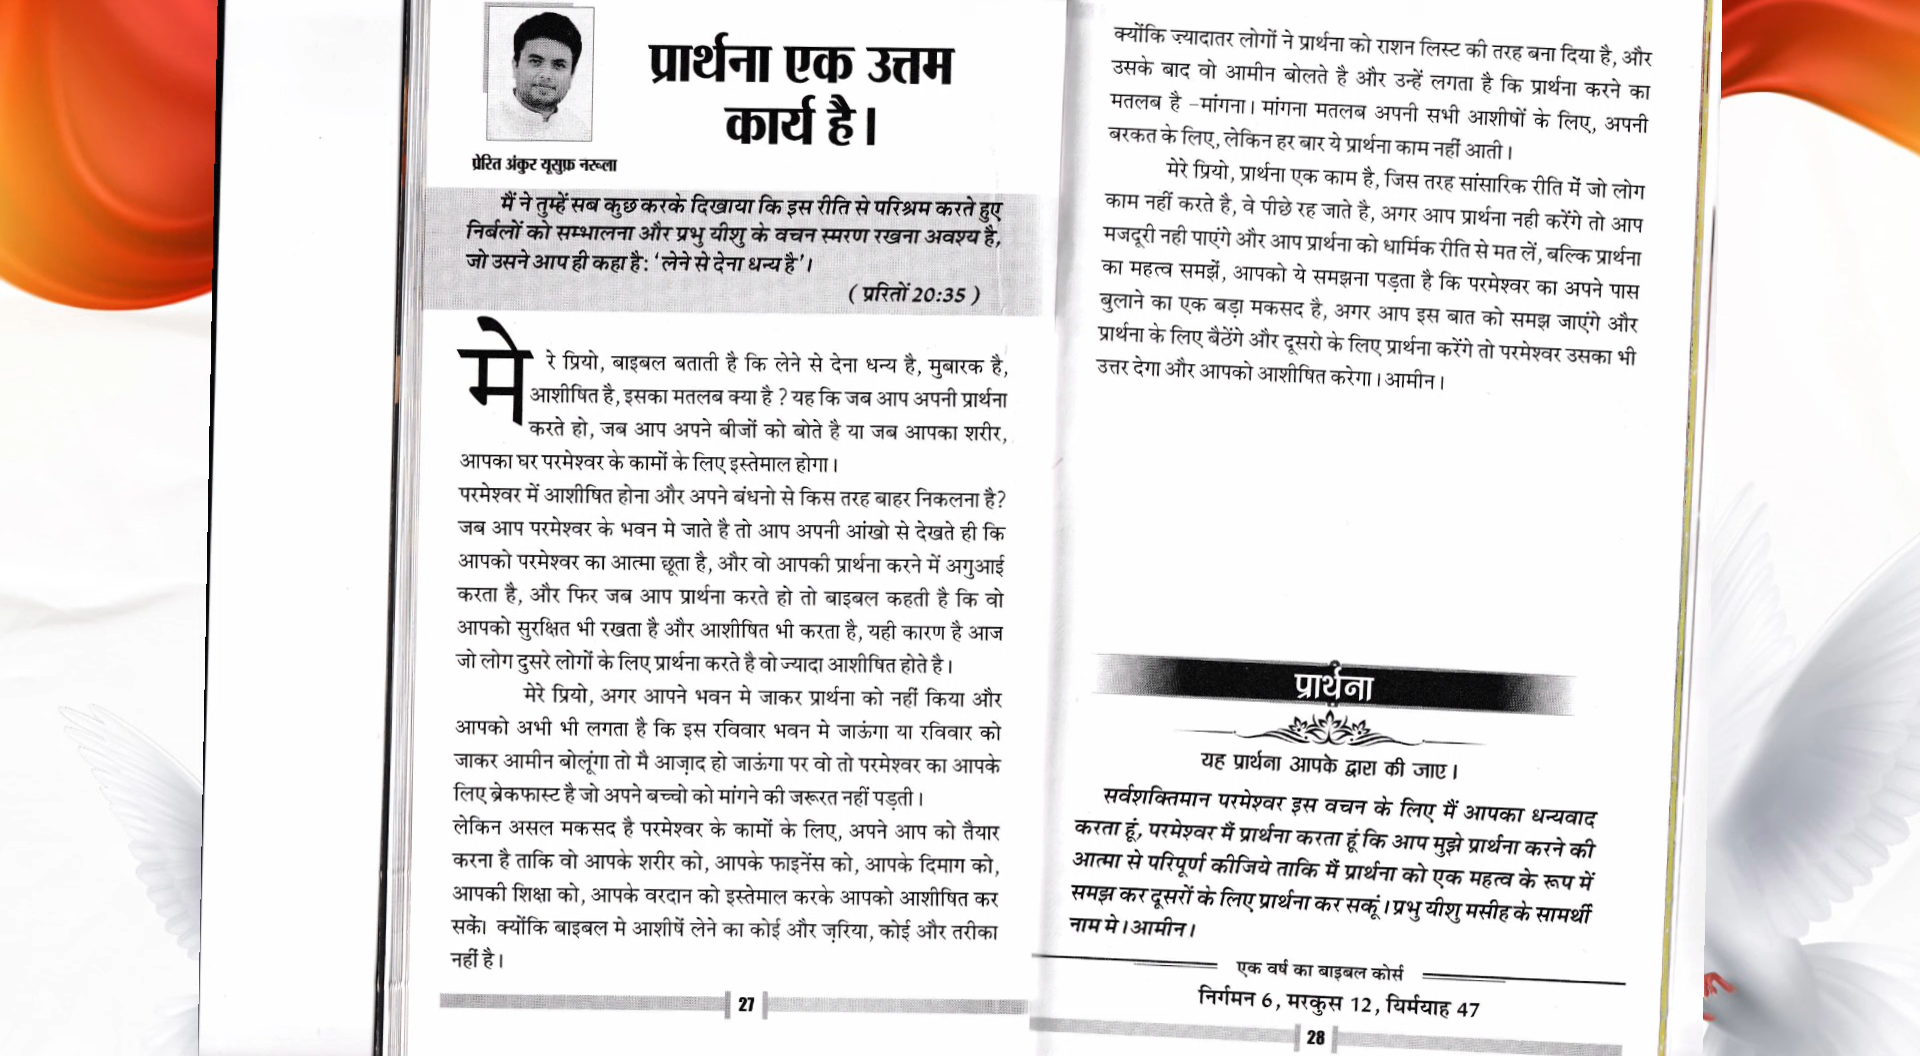 प्रार्थना एक उत्तम
कार्य है।
प्रेरित अंकुर यूसुफ़ नरूला
मैं ने तुम्हें सब कुछ करके दिखाया कि इस रीति से परिश्रम करते हुए
निर्बलों को सम्भालना और प्रभु यीशु के वचन स्मरण रखना अवश्य है,
जो उसने आप ही कहा है: ‘लेने से देना धन्य है’।
( प्ररितों 20:35 )
मेरे प्रियो, बाइबल बताती है कि लेने से देना धन्य है, मुबारक है,
आशीषित है, इसका मतलब क्या है ? यह कि जब आप अपनी प्रार्थना
करते हो, जब आप अपने बीजों को बोते है या जब आपका शरीर,
आपका घर परमेश्वर के कामों के लिए इस्तेमाल होगा।
परमेश्वर में आशीषित होना और अपने बंधनो से किस तरह बाहर निकलना है?
जब आप परमेश्वर के भवन मे जाते है तो आप अपनी आंखो से देखते ही कि
आपको परमेश्वर का आत्मा छूता है, और वो आपकी प्रार्थना करने में अगुआई
करता है, और फिर जब आप प्रार्थना करते हो तो बाइबल कहती है कि वो
आपको सुरक्षित भी रखता है और आशीषित भी करता है, यही कारण है आज
जो लोग दुसरे लोगों के लिए प्रार्थना करते है वो ज्यादा आशीषित होते है।
मेरे प्रियो, अगर आपने भवन मे जाकर प्रार्थना को नहीं किया और
आपको अभी भी लगता है कि इस रविवार भवन मे जाऊंगा या रविवार को
जाकर आमीन बोलूंगा तो मै आज़ाद हो जाऊंगा पर वो तो परमेश्वर का आपके
लिए ब्रेकफास्ट है जो अपने बच्चो को मांगने की जरूरत नहीं पड़ती।
लेकिन असल मकसद है परमेश्वर के कामों के लिए, अपने आप को तैयार
करना है ताकि वो आपके शरीर को, आपके फाइनेंस को, आपके दिमाग को,
आपकी शिक्षा को, आपके वरदान को इस्तेमाल करके आपको आशीषित कर
सकें। क्योंकि बाइबल मे आशीषें लेने का कोई और ज़रिया, कोई और तरीका
नहीं है।
27
क्योंकि ज़्यादातर लोगों ने प्रार्थना को राशन लिस्ट की तरह बना दिया है, और
उसके बाद वो आमीन बोलते है और उन्हें लगता है कि प्रार्थना करने का
मतलब है -मांगना। मांगना मतलब अपनी सभी आशीषों के लिए, अपनी
बरकत के लिए, लेकिन हर बार ये प्रार्थना काम नहीं आती।
मेरे प्रियो, प्रार्थना एक काम है, जिस तरह सांसारिक रीति में जो लोग
काम नहीं करते है, वे पीछे रह जाते है, अगर आप प्रार्थना नही करेंगे तो आप
मजदूरी नही पाएंगे और आप प्रार्थना को धार्मिक रीति से मत लें, बल्कि प्रार्थना
का महत्व समझें, आपको ये समझना पड़ता है कि परमेश्वर का अपने पास
बुलाने का एक बड़ा मकसद है, अगर आप इस बात को समझ जाएंगे और
प्रार्थना के लिए बैठेंगे और दूसरो के लिए प्रार्थना करेंगे तो परमेश्वर उसका भी
उत्तर देगा और आपको आशीषित करेगा। आमीन।
प्रार्थना
यह प्रार्थना आपके द्वारा की जाए।
सर्वशक्तिमान परमेश्वर इस वचन के लिए मैं आपका धन्यवाद
करता हूं, परमेश्वर मैं प्रार्थना करता हूं कि आप मुझे प्रार्थना करने की
आत्मा से परिपूर्ण कीजिये ताकि मैं प्रार्थना को एक महत्व के रूप में
समझ कर दूसरों के लिए प्रार्थना कर सकूं। प्रभु यीशु मसीह के सामर्थी
नाम मे। आमीन।
एक वर्ष का बाइबल कोर्स
निर्गमन 6, मरकुस 12, यिर्मयाह 47
28